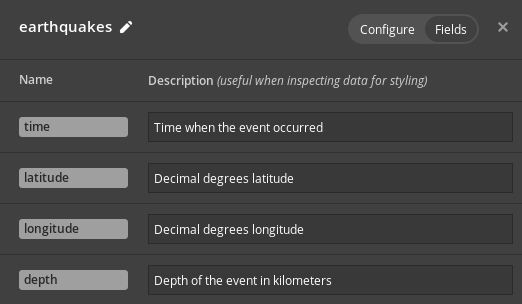 earthquakes
Configure Fields
Name Description (useful when inspecting data for styling)
time Time when the event occurred
latitude Decimal degrees latitude
longitude Decimal degrees longitude
depth Depth of the event in kilometers